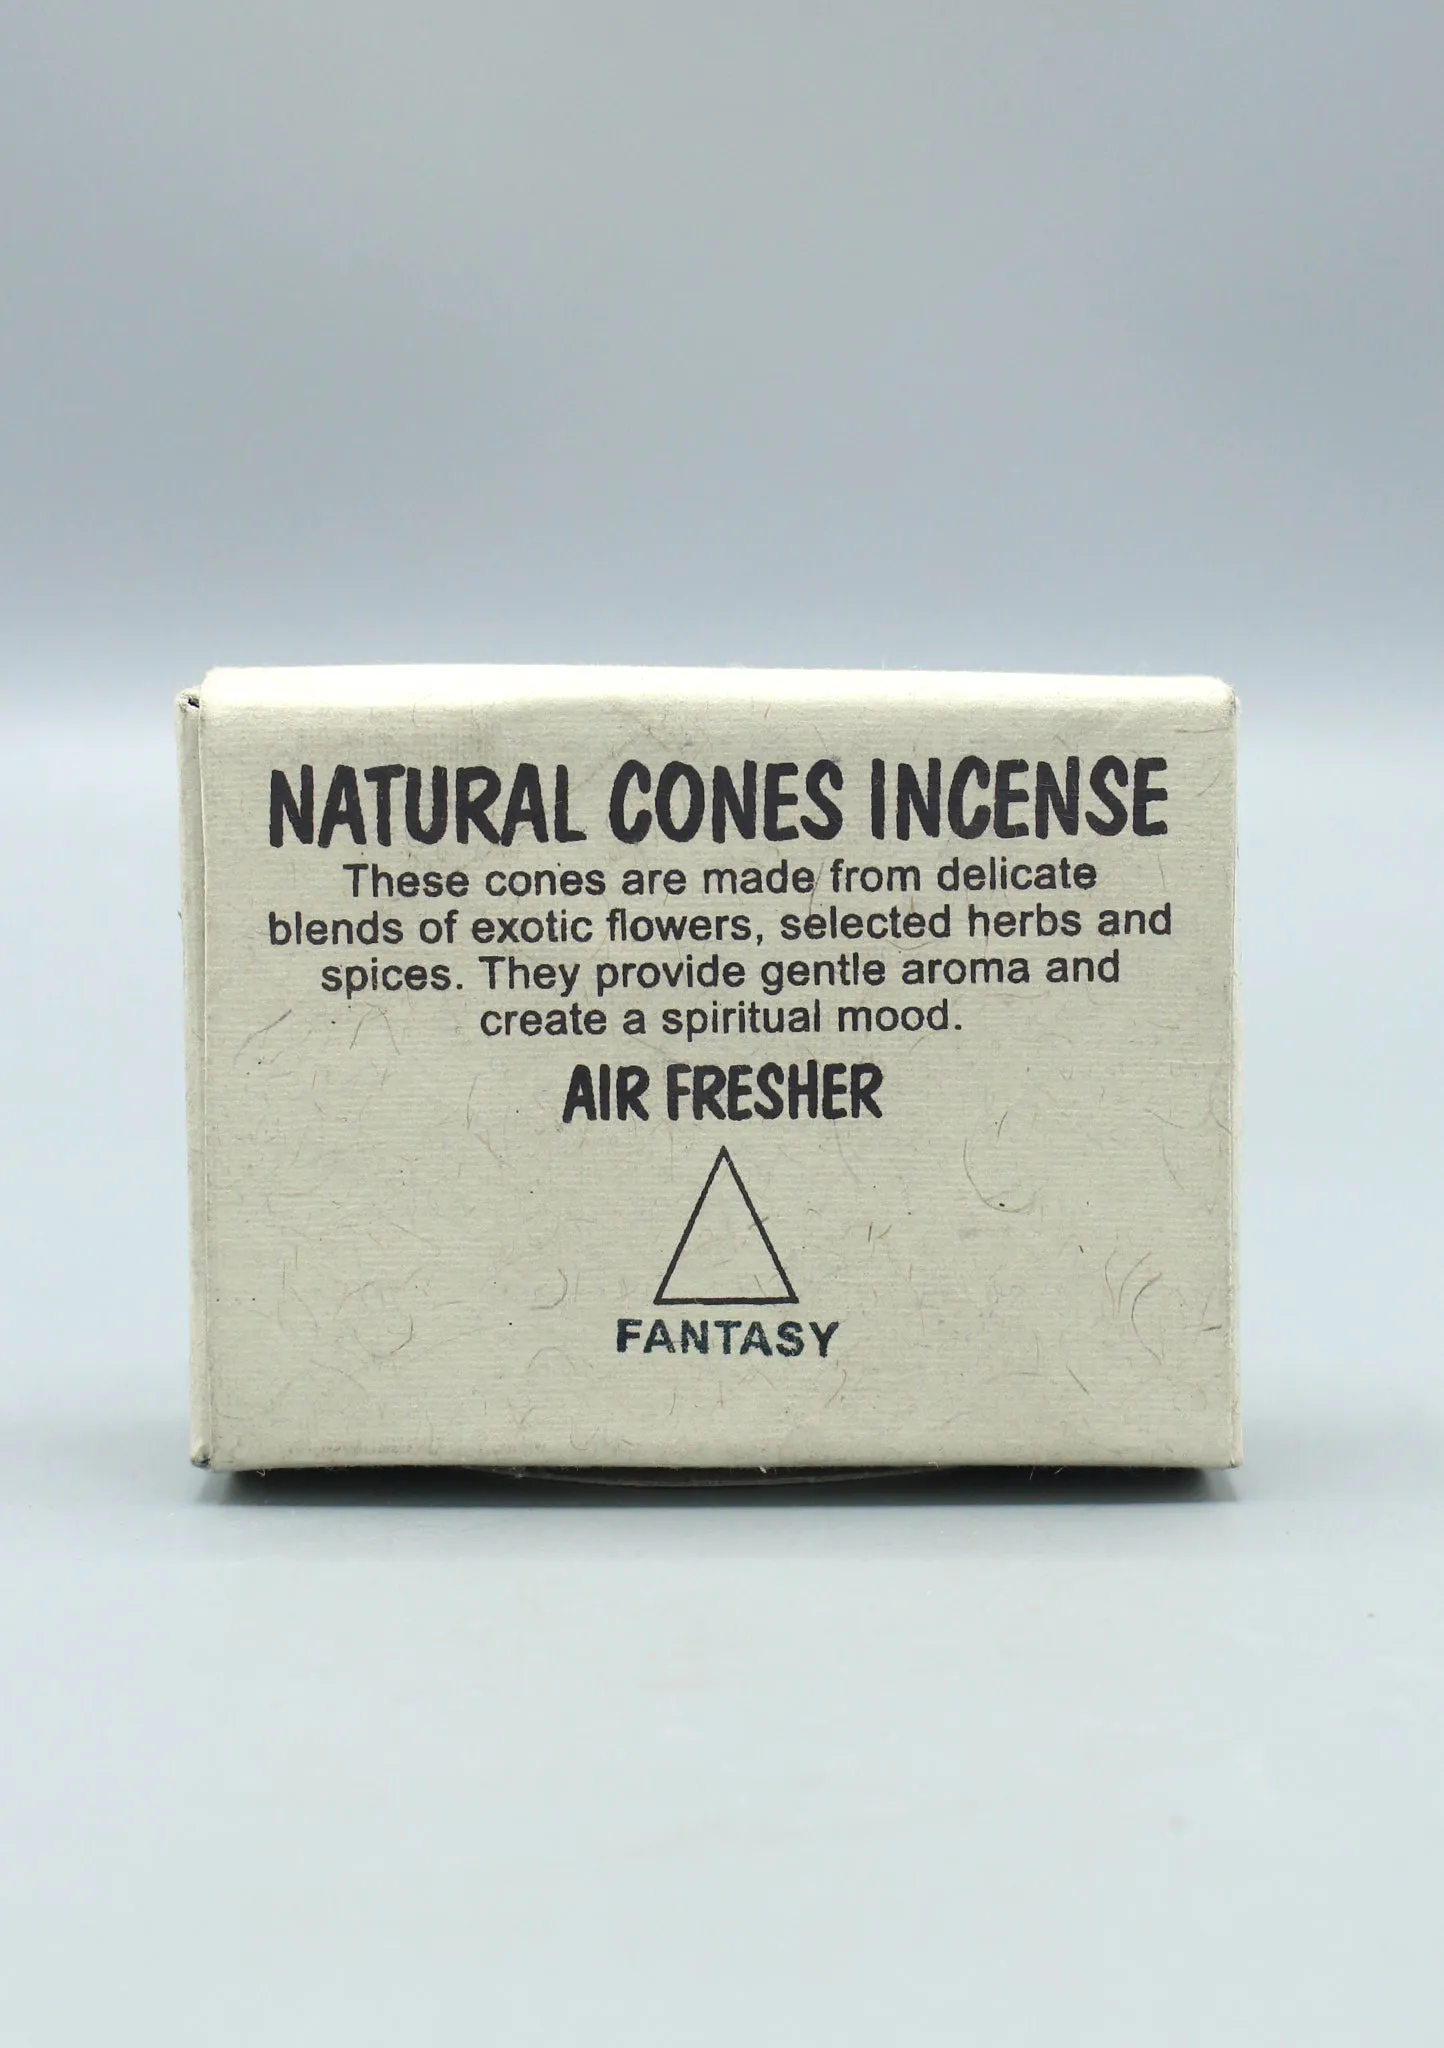 NATURAL CONES INCENSE
These cones are made from delicate
blends of exotic flowers, selected herbs and
spices. They provide gentle aroma and
create a spiritual mood.
AIR FRESHER
FANTASY